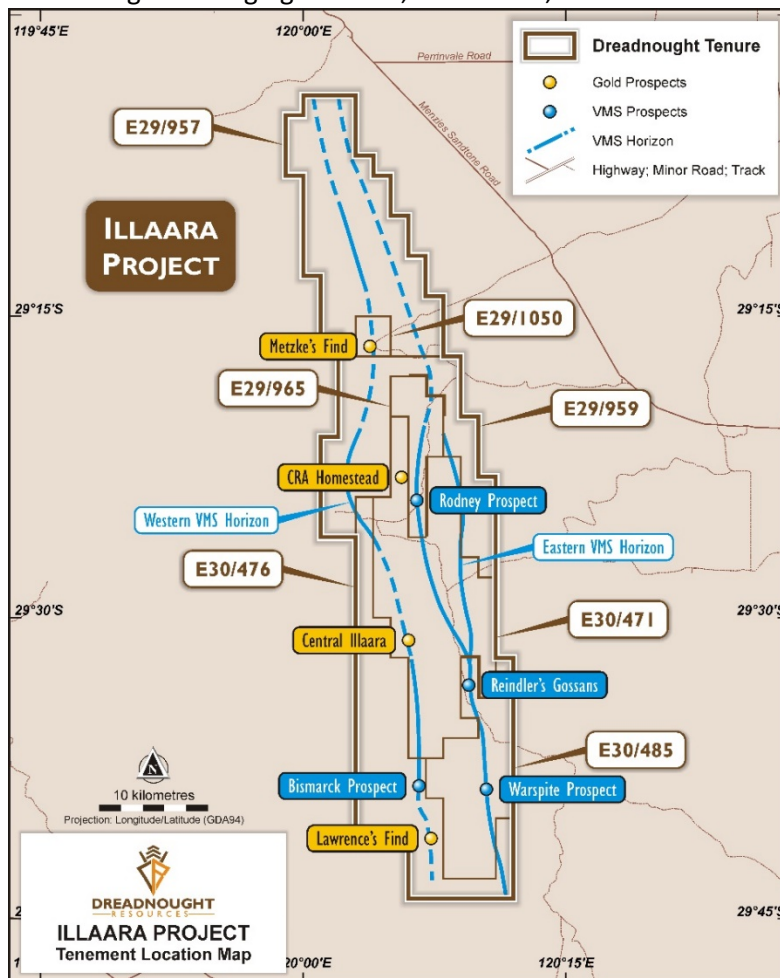 119°45'E
120°00'E
Dreadnought Tenure
Gold Prospects
VMS Prospects
VMS Horizon
Highway; Minor Road; Track
Perrinvale Road
Menzies Sandstone Road
E29/957
ILLAARA
PROJECT
29°15'S
29°15'S
E29/1050
Metzke's Find
E29/965
E29/959
CRA Homestead
Rodney Prospect
Western VMS Horizon
Eastern VMS Horizon
E30/476
29°30'S
29°30'S
E30/471
Central Illaara
Reindler's Gossans
E30/485
N
10 kilometres
Projection: Longitude/Latitude (GDA94)
Bismarck Prospect
Warspite Prospect
Lawrence's Find
DREADNOUGHT
RESOURCES
ILLAARA PROJECT
Tenement Location Map
29°45'S
120°00'E
120°15'E